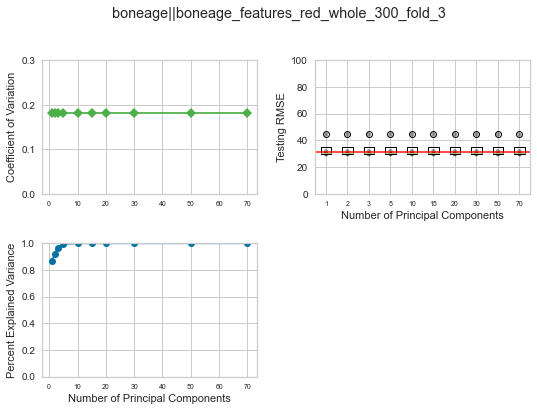 boneage||boneage_features_red_whole_300_fold_3
Coefficient of Variation
0.3
0.2
0.1
0.0
0 10 20 30 40 50 60 70
Testing RMSE
100
80
60
40
20
0
1 2 3 5 10 15 20 30 50 70
Number of Principal Components
Percent Explained Variance
1.0
0.8
0.6
0.4
0.2
0.0
0 10 20 30 40 50 60 70
Number of Principal Components